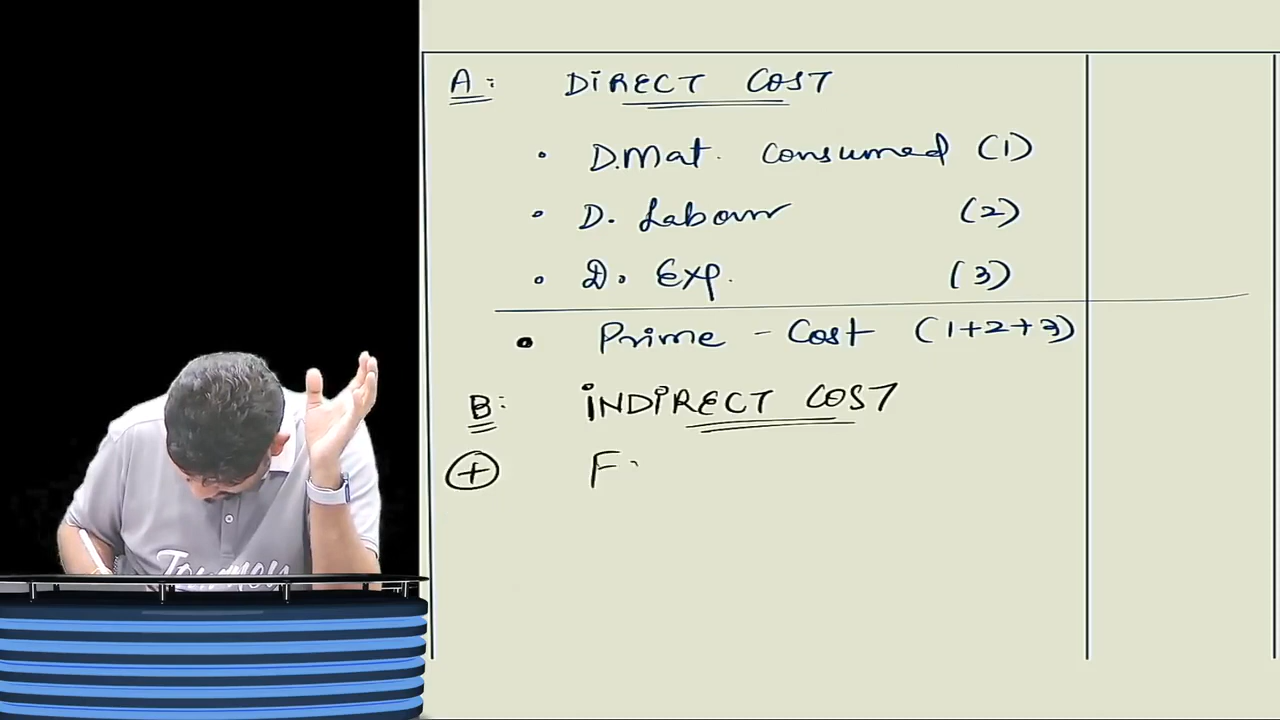 A: DIRECT COST
• D.Mat. Consumed (1)
• D. Labour (2)
• D. Exp. (3)
• Prime - Cost (1+2+3)
B: INDIRECT COST
+ F.